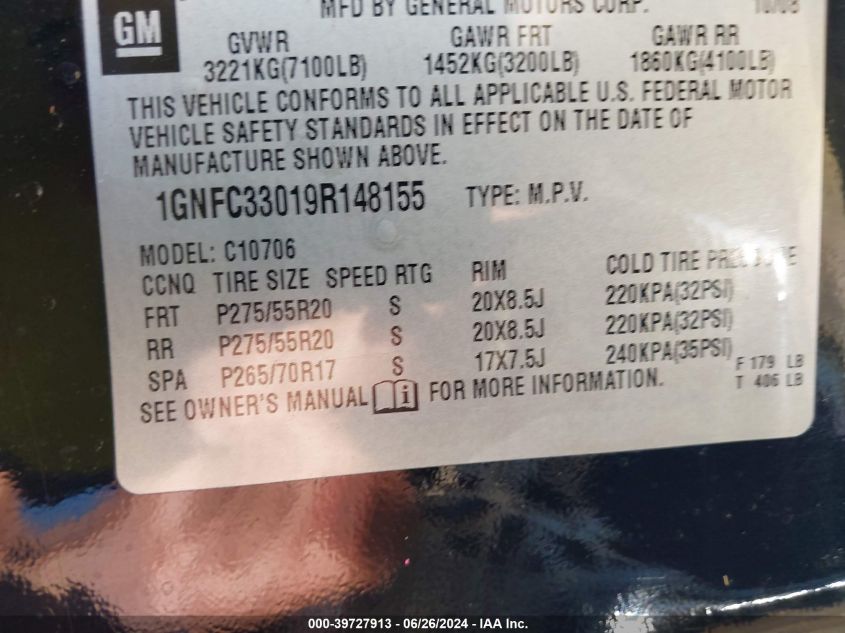 MFD BY GENERAL MOTORS CORP. 10/08
GM
GVWR GAWR FRT GAWR RR
3221KG(7100LB) 1452KG(3200LB) 1860KG(4100LB)
THIS VEHICLE CONFORMS TO ALL APPLICABLE U.S. FEDERAL MOTOR
VEHICLE SAFETY STANDARDS IN EFFECT ON THE DATE OF
MANUFACTURE SHOWN ABOVE.
1GNFC33019R148155 TYPE: M.P.V.
MODEL: C10706
CCNQ TIRE SIZE SPEED RTG RIM COLD TIRE PRESSURE
FRT P275/55R20 S 20X8.5J 220KPA(32PSI)
RR P275/55R20 S 20X8.5J 220KPA(32PSI)
SPA P265/70R17 S 17X7.5J 240KPA(35PSI)
F 179 LB
SEE OWNER'S MANUAL FOR MORE INFORMATION.
T 406 LB
000-39727913 - 06/26/2024 - IAA Inc.